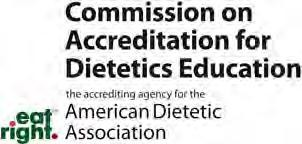 Commission on
Accreditation for
Dietetics Education
the accrediting agency for the
eat American Dietetic
right. Association